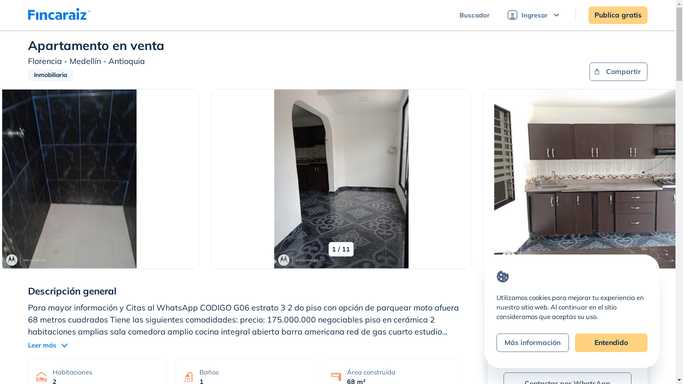 Fincaraiz
Buscador
Ingresar
Publica gratis
Apartamento en venta
Florencia - Medellín - Antioquia
Inmobiliaria
Compartir
1 / 11
Descripción general
Para mayor información y Citas al WhatsApp CODIGO G06 estrato 3 2 do piso con opción de parquear moto afuera
68 metros cuadrados Tiene las siguientes comodidades: precio: 175.000.000 negociables piso en cerámica 2
habitaciones amplias sala comedora amplio cocina integral abierta barra americana red de gas cuarto estudio...
Leer más
Habitaciones
2
Baños
1
Área construida
68 m²
Utilizamos cookies para mejorar tu experiencia en
nuestro sitio web. Al continuar en el sitio
consideramos que aceptas su uso.
Más información
Entendido
Contactar por WhatsApp